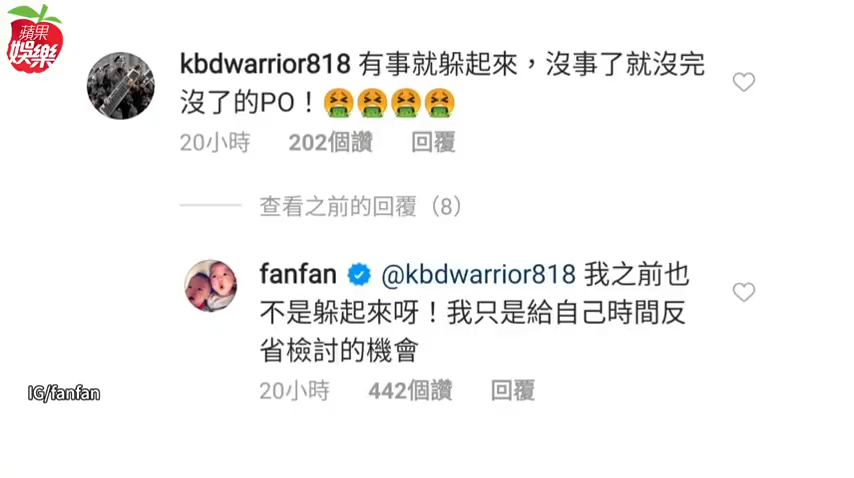 蘋果
娛樂
kbdwarrior818 有事就躲起來，沒事了就沒完
沒了的PO！🤮🤮🤮🤮
20小時 202個讚 回覆
查看之前的回覆（8）
fanfan @kbdwarrior818 我之前也
不是躲起來呀！我只是給自己時間反
省檢討的機會
20小時 442個讚 回覆
IG/fanfan